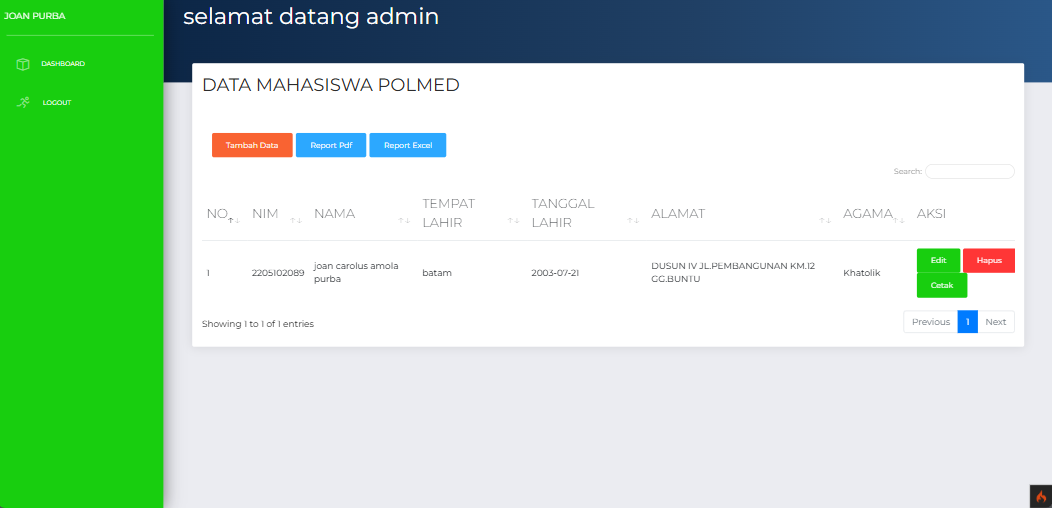 JOAN PURBA
selamat datang admin
DASHBOARD
LOGOUT
DATA MAHASISWA POLMED
Tambah Data Report Pdf Report Excel
Search:
NO NIM NAMA TEMPAT LAHIR TANGGAL LAHIR ALAMAT AGAMA AKSI
1 2205102089 joan carolus amola purba batam 2003-07-21 DUSUN IV JL.PEMBANGUNAN KM.12 GG.BUNTU Khatolik Edit Hapus
Cetak
Showing 1 to 1 of 1 entries
Previous 1 Next